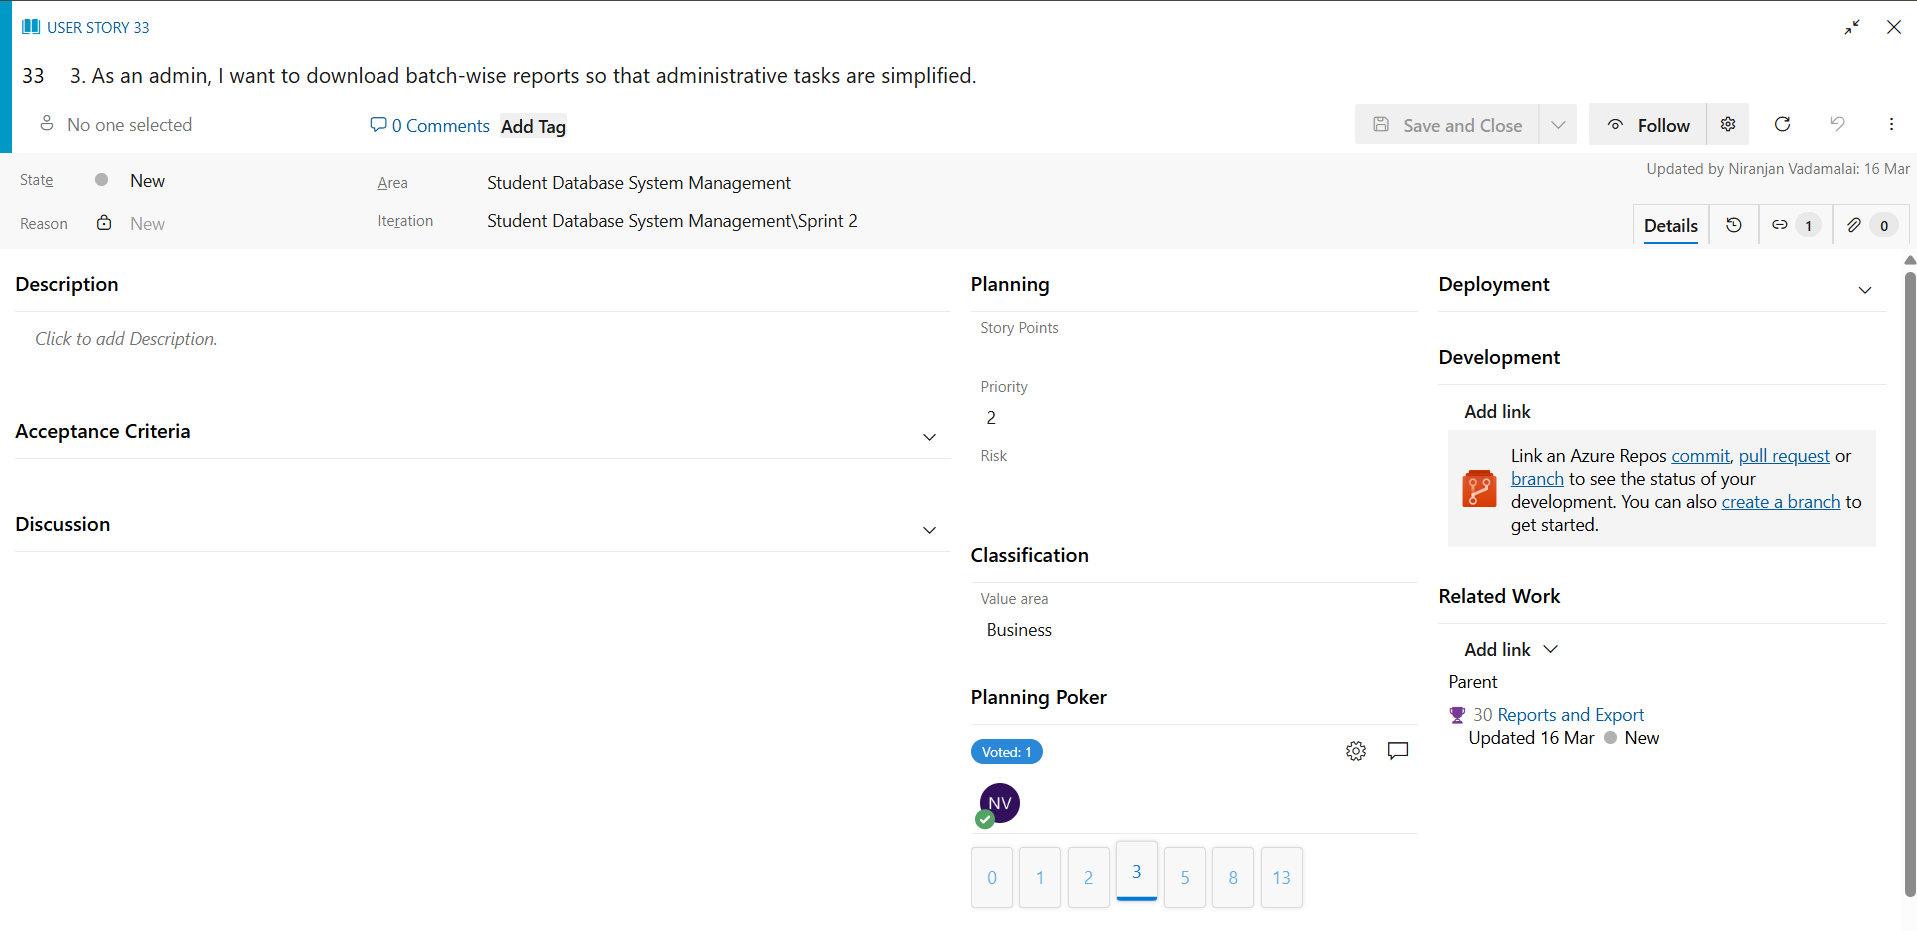 USER STORY 33
33 3. As an admin, I want to download batch-wise reports so that administrative tasks are simplified.
No one selected
0 Comments
Add Tag
Save and Close
Follow
State
New
Area
Student Database System Management
Updated by Niranjan Vadamalai: 16 Mar
Reason
New
Iteration
Student Database System Management\Sprint 2
Details
1
0
Description
Click to add Description.
Acceptance Criteria
Discussion
Planning
Story Points
Priority
2
Risk
Classification
Value area
Business
Planning Poker
Voted: 1
NV
0 1 2 3 5 8 13
Deployment
Development
Add link
Link an Azure Repos commit, pull request or
branch to see the status of your
development. You can also create a branch to
get started.
Related Work
Add link
Parent
30 Reports and Export
Updated 16 Mar New